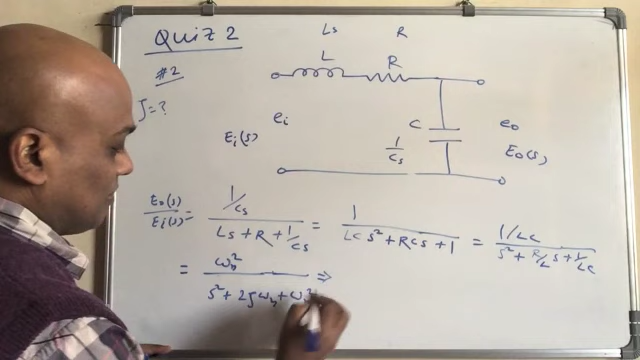 Quiz 2
Ls R
#2
L R
ζ=?
ei C eo
Ei(s) 1/Cs Eo(s)
Eo(s)/Ei(s) = (1/Cs)/(Ls+R+1/Cs) = 1/(LCs²+RCs+1) = (1/LC)/(s²+R/L s+1/LC)
= ωn²/(s²+2ζωn+ωn²) ⇒